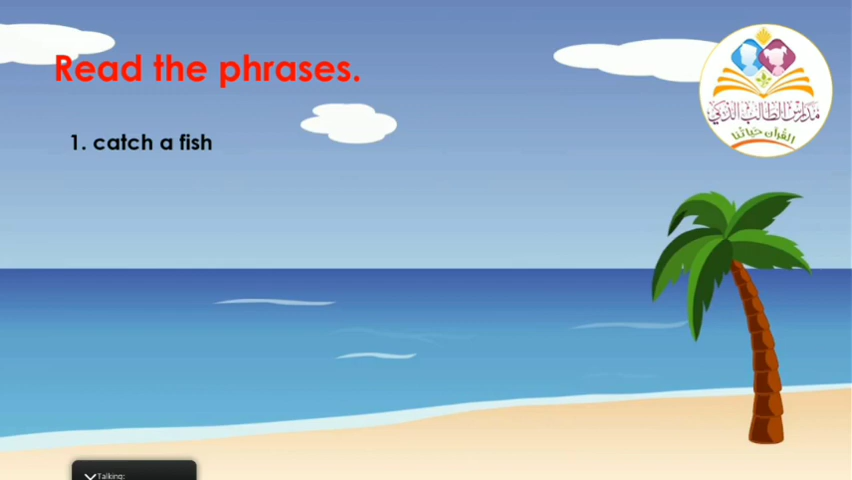 Read the phrases.
1. catch a fish
مدارس الطالب الذكي
القرآن حياتنا
Talking: